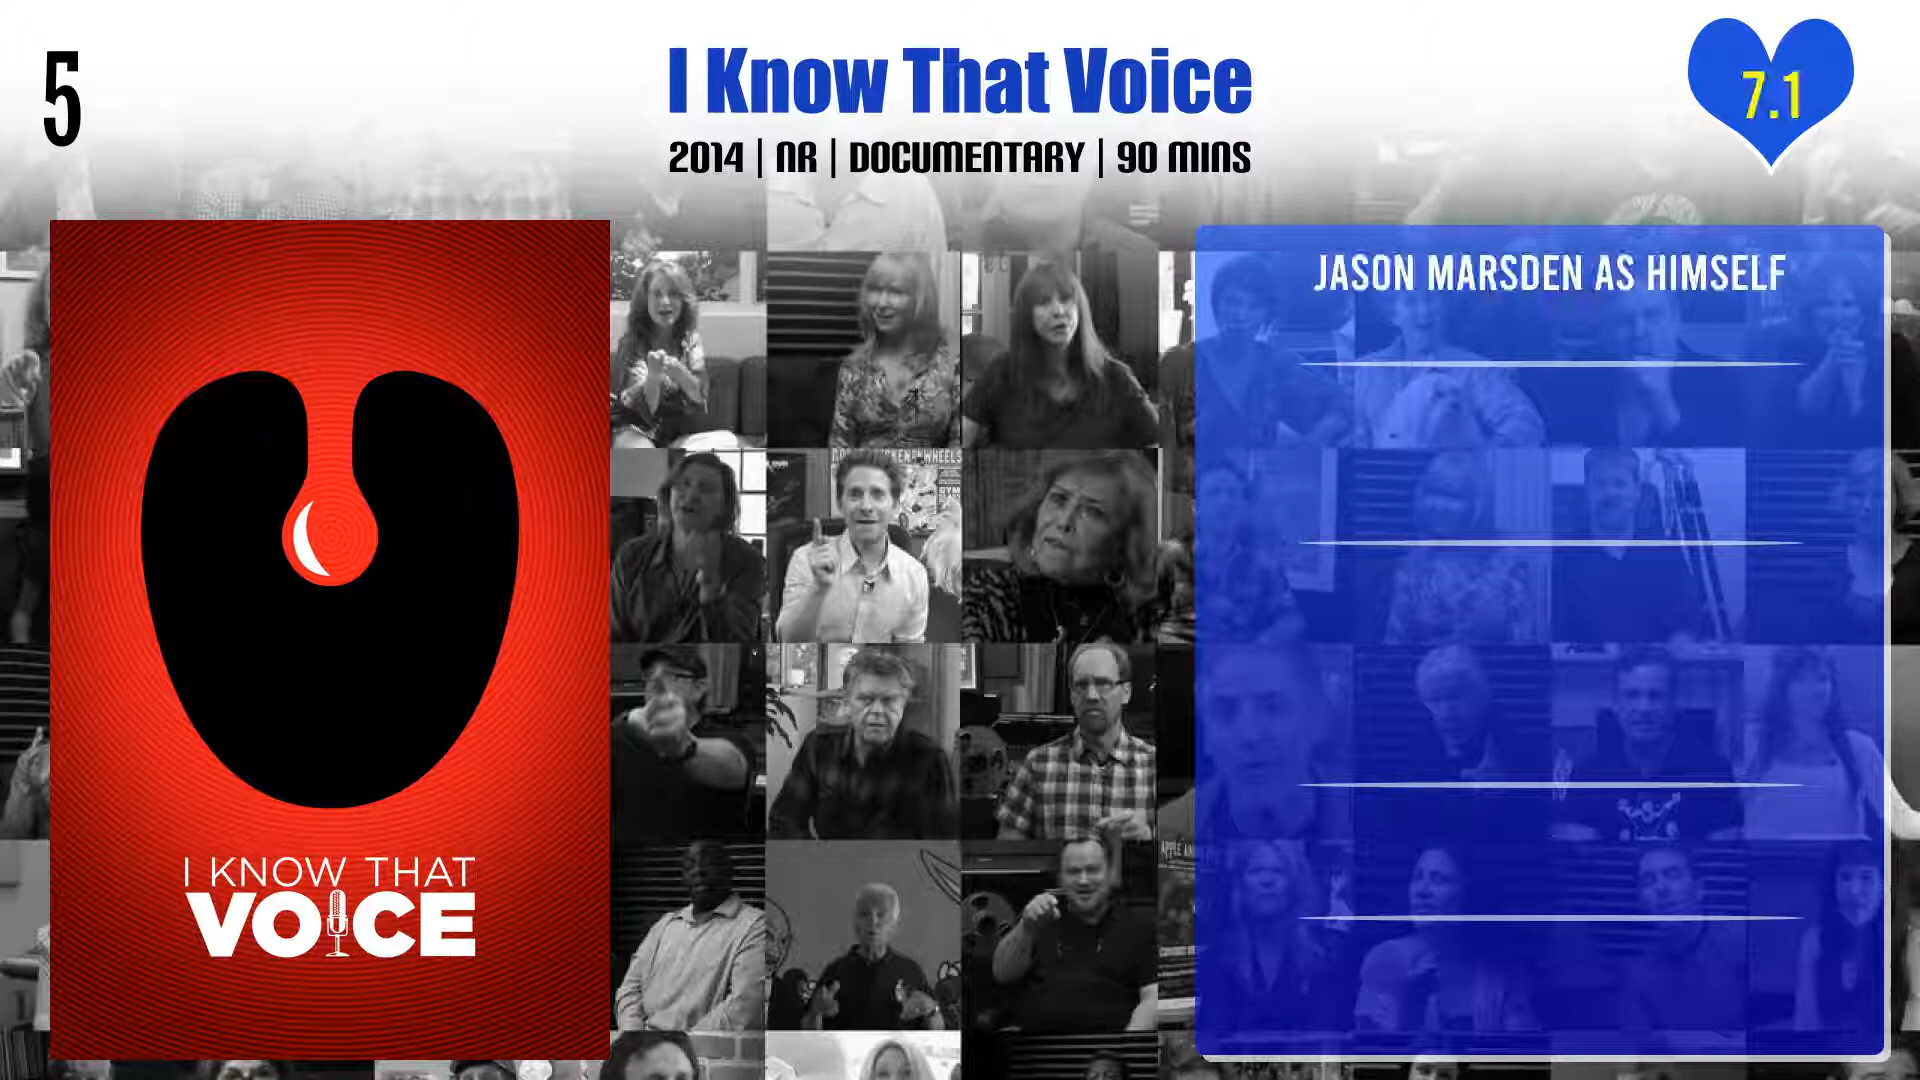 5
I Know That Voice
7.1
2014 | NR | DOCUMENTARY | 90 MINS
JASON MARSDEN AS HIMSELF
I KNOW THAT
VOICE